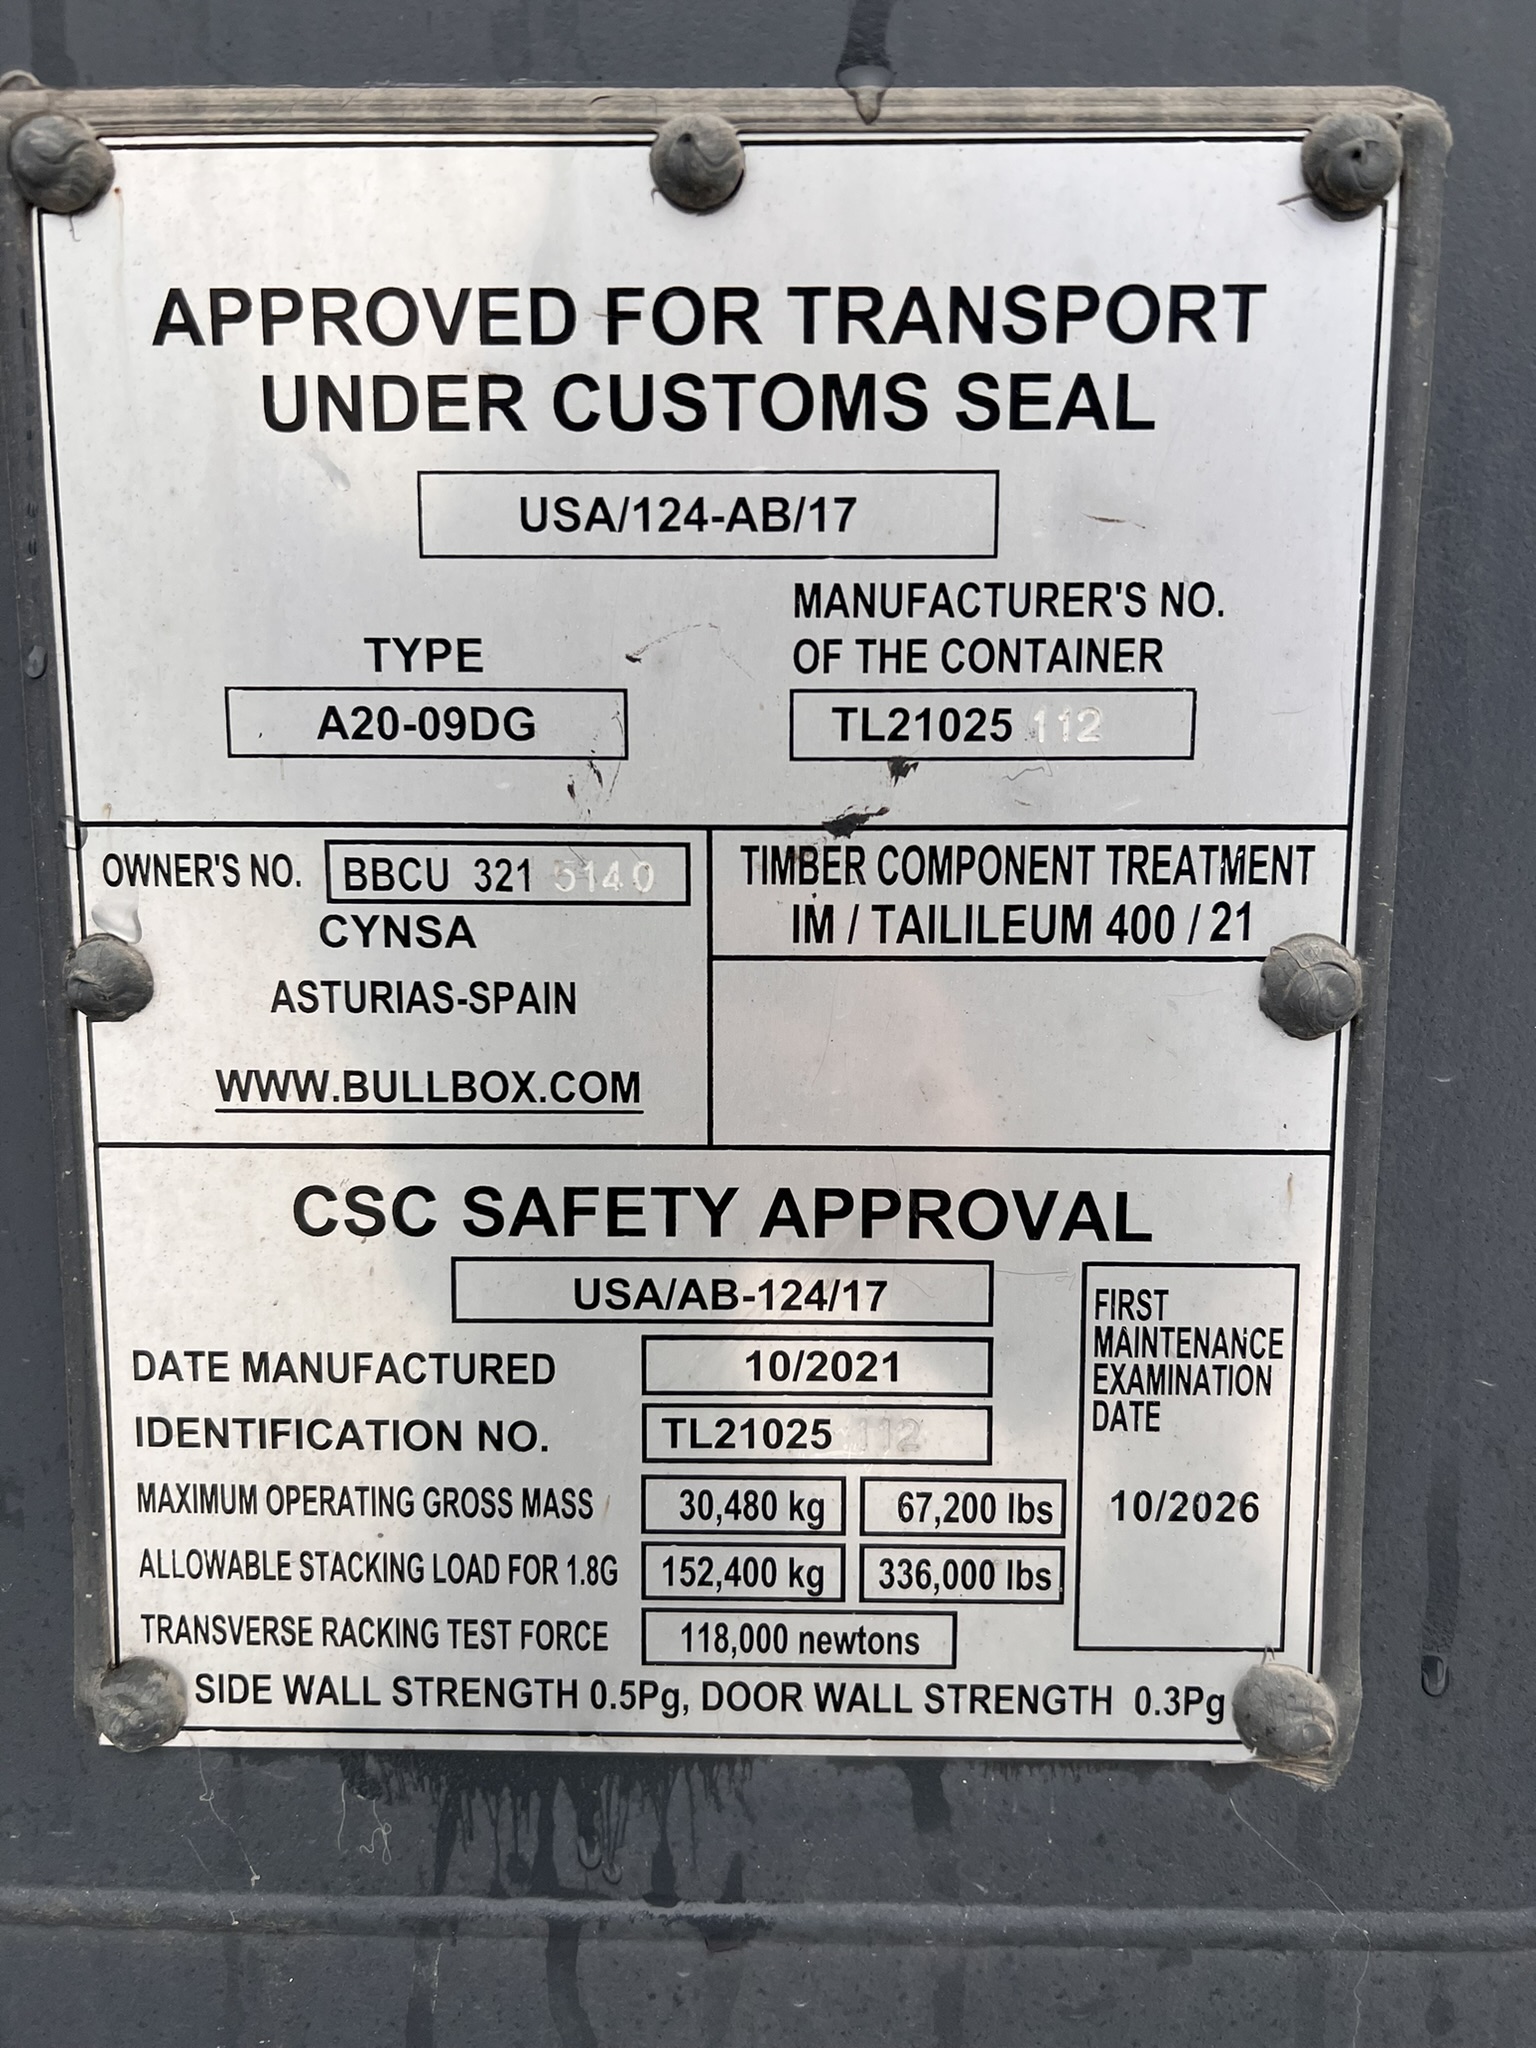 APPROVED FOR TRANSPORT
UNDER CUSTOMS SEAL
USA/124-AB/17
TYPE
A20-09DG
MANUFACTURER'S NO.
OF THE CONTAINER
TL21025 112
OWNER'S NO. BBCU 321 5140
CYNSA
ASTURIAS-SPAIN
WWW.BULLBOX.COM
TIMBER COMPONENT TREATMENT
IM / TAILILEUM 400 / 21
CSC SAFETY APPROVAL
USA/AB-124/17
DATE MANUFACTURED 10/2021
IDENTIFICATION NO. TL21025 112
MAXIMUM OPERATING GROSS MASS 30,480 kg 67,200 lbs
ALLOWABLE STACKING LOAD FOR 1.8G 152,400 kg 336,000 lbs
TRANSVERSE RACKING TEST FORCE 118,000 newtons
FIRST
MAINTENANCE
EXAMINATION
DATE
10/2026
SIDE WALL STRENGTH 0.5Pg, DOOR WALL STRENGTH 0.3Pg